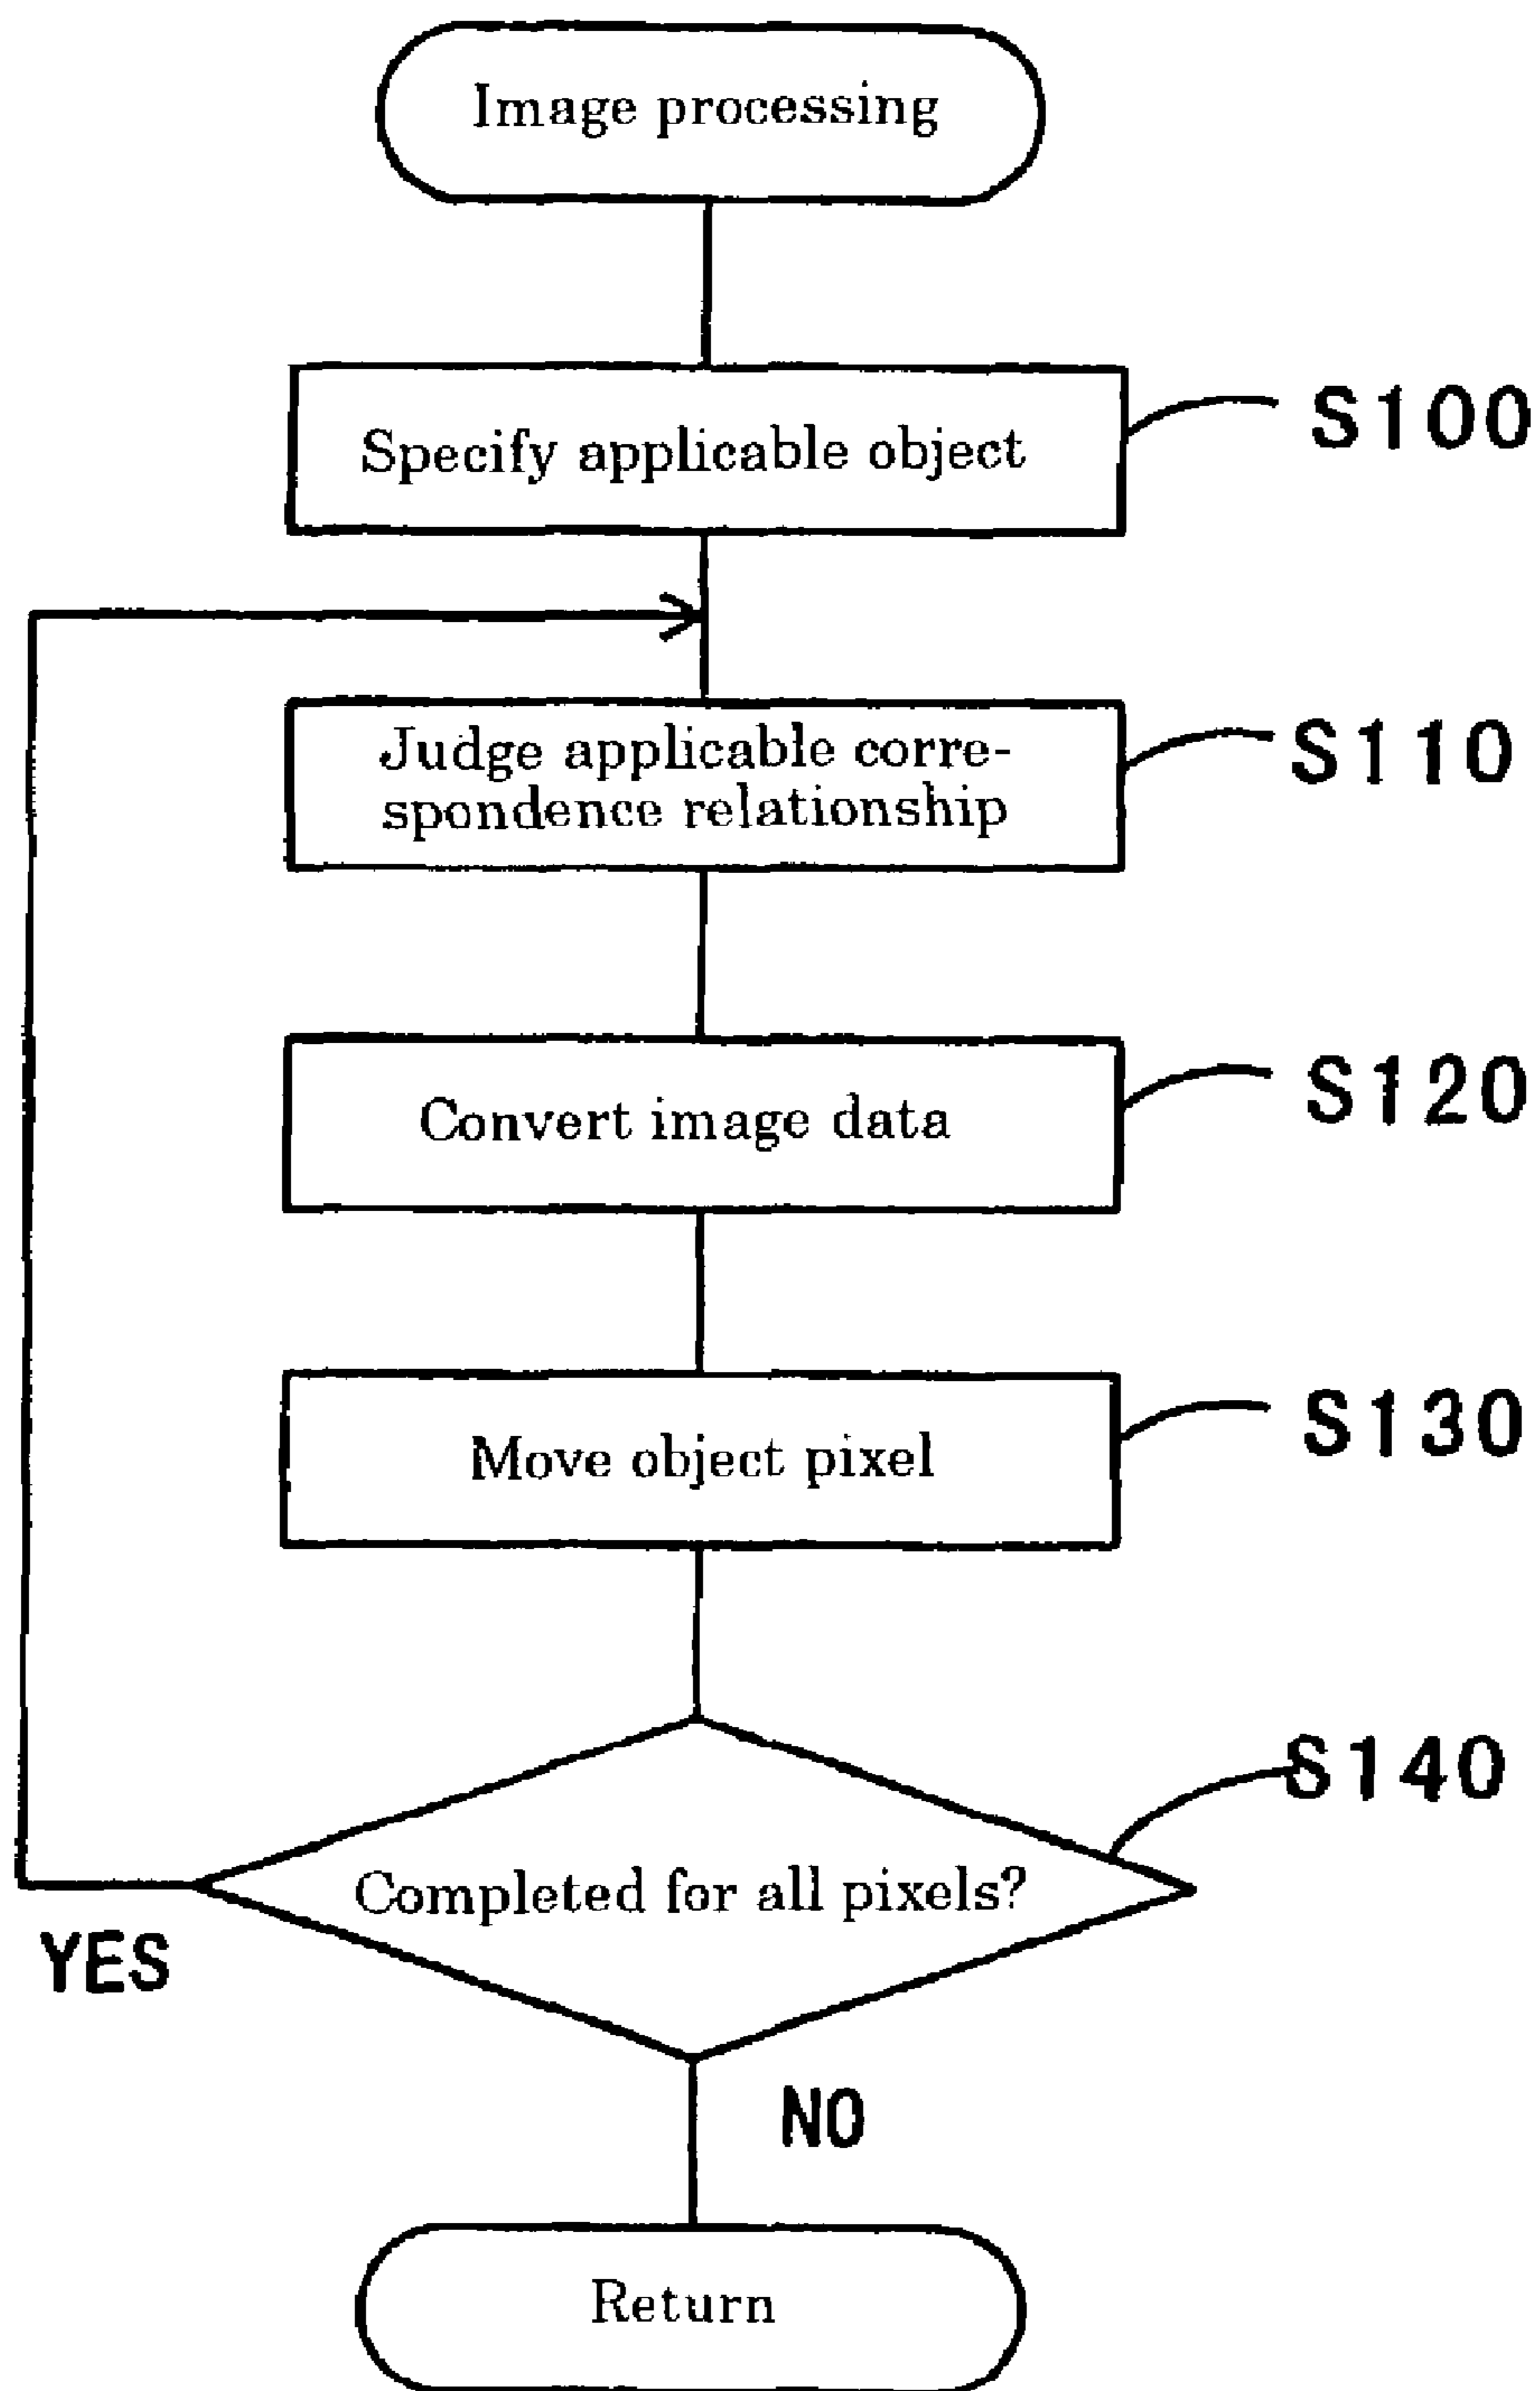 Image processing
Specify applicable object
S100
Judge applicable corre-
spondence relationship
S110
Convert image data
S120
Move object pixel
S130
S140
Completed for all pixels?
YES
NO
Return